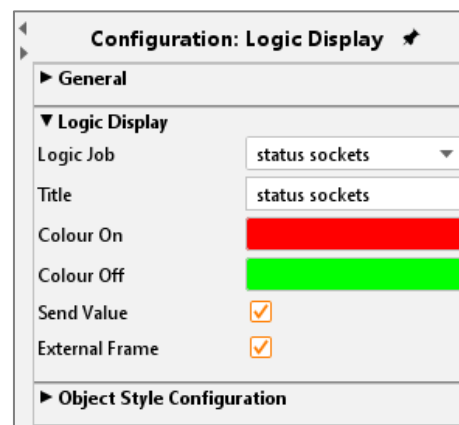 Configuration: Logic Display
General
Logic Display
Logic Job status sockets
Title status sockets
Colour On
Colour Off
Send Value
External Frame
Object Style Configuration